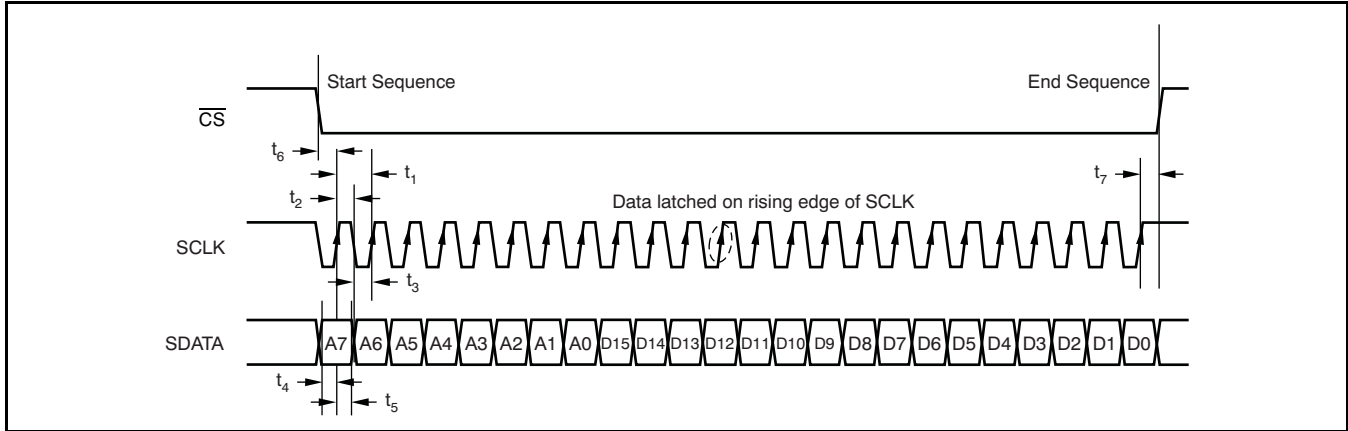 Start Sequence End Sequence
CS
t6 t1 t7
t2 Data latched on rising edge of SCLK
SCLK
t3
SDATA A7 A6 A5 A4 A3 A2 A1 A0 D15 D14 D13 D12 D11 D10 D9 D8 D7 D6 D5 D4 D3 D2 D1 D0
t4
t5